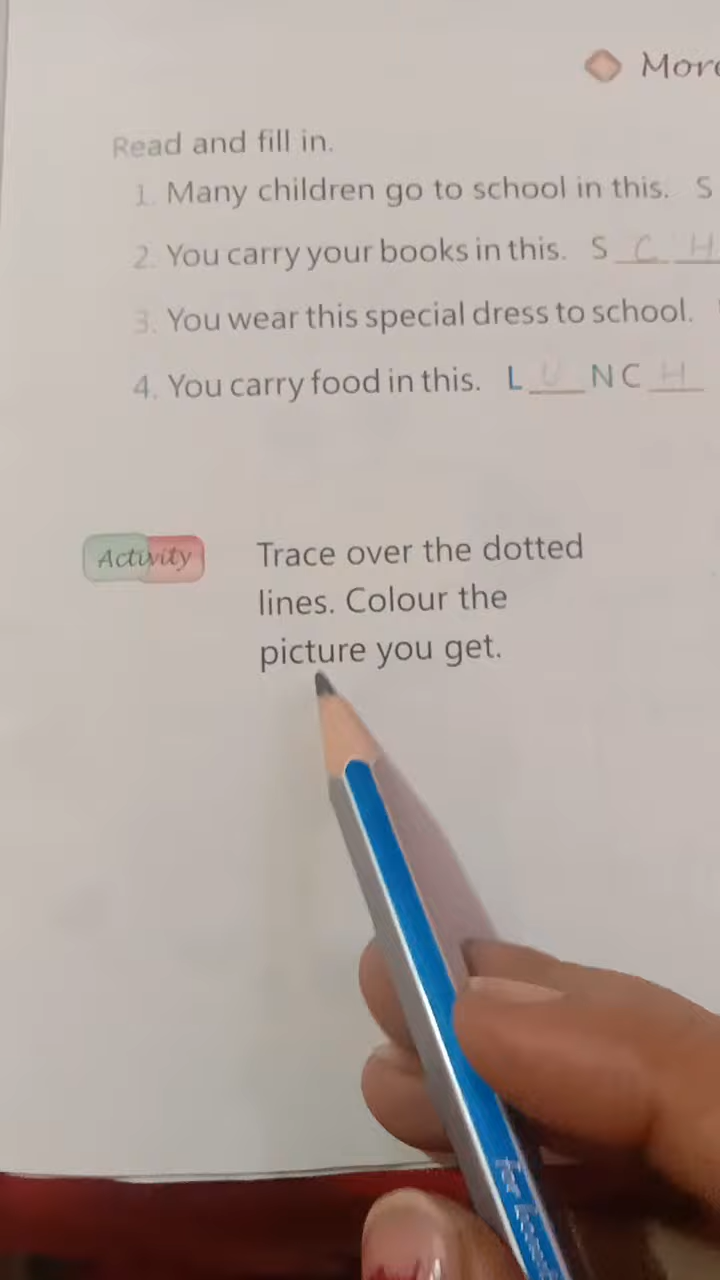 More
Read and fill in.
1. Many children go to school in this. S
2. You carry your books in this. S C H
3. You wear this special dress to school.
4. You carry food in this. L U N C H
Activity
Trace over the dotted
lines. Colour the
picture you get.
For